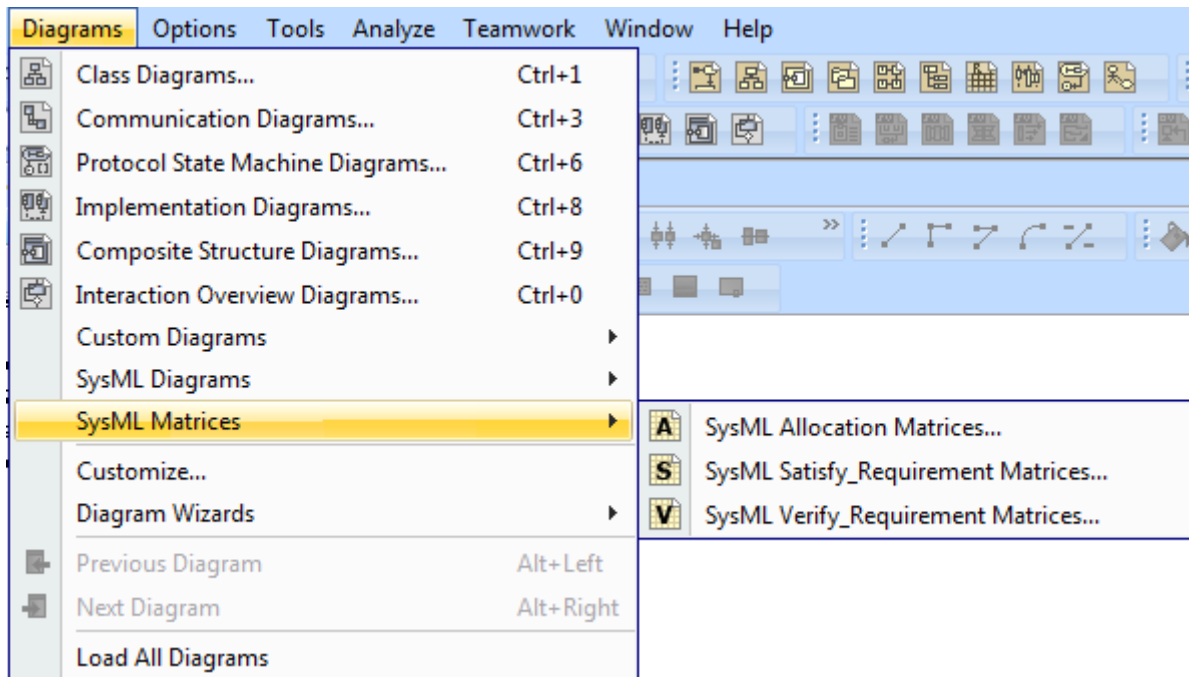 Diagrams Options Tools Analyze Teamwork Window Help
Class Diagrams... Ctrl+1
Communication Diagrams... Ctrl+3
Protocol State Machine Diagrams... Ctrl+6
Implementation Diagrams... Ctrl+8
Composite Structure Diagrams... Ctrl+9
Interaction Overview Diagrams... Ctrl+0
Custom Diagrams
SysML Diagrams
SysML Matrices
Customize...
Diagram Wizards
Previous Diagram Alt+Left
Next Diagram Alt+Right
Load All Diagrams
A SysML Allocation Matrices...
S SysML Satisfy_Requirement Matrices...
V SysML Verify_Requirement Matrices...